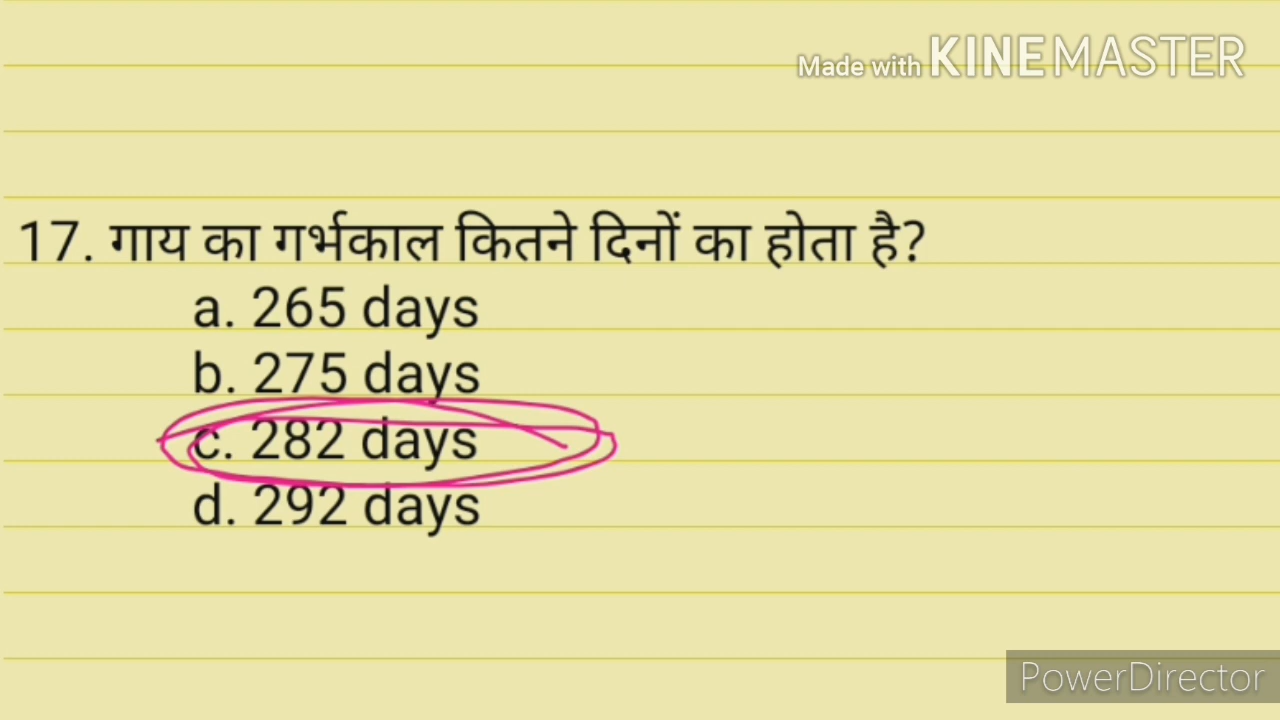 Made with KINEMASTER
17. गाय का गर्भकाल कितने दिनों का होता है?
a. 265 days
b. 275 days
c. 282 days
d. 292 days
PowerDirector